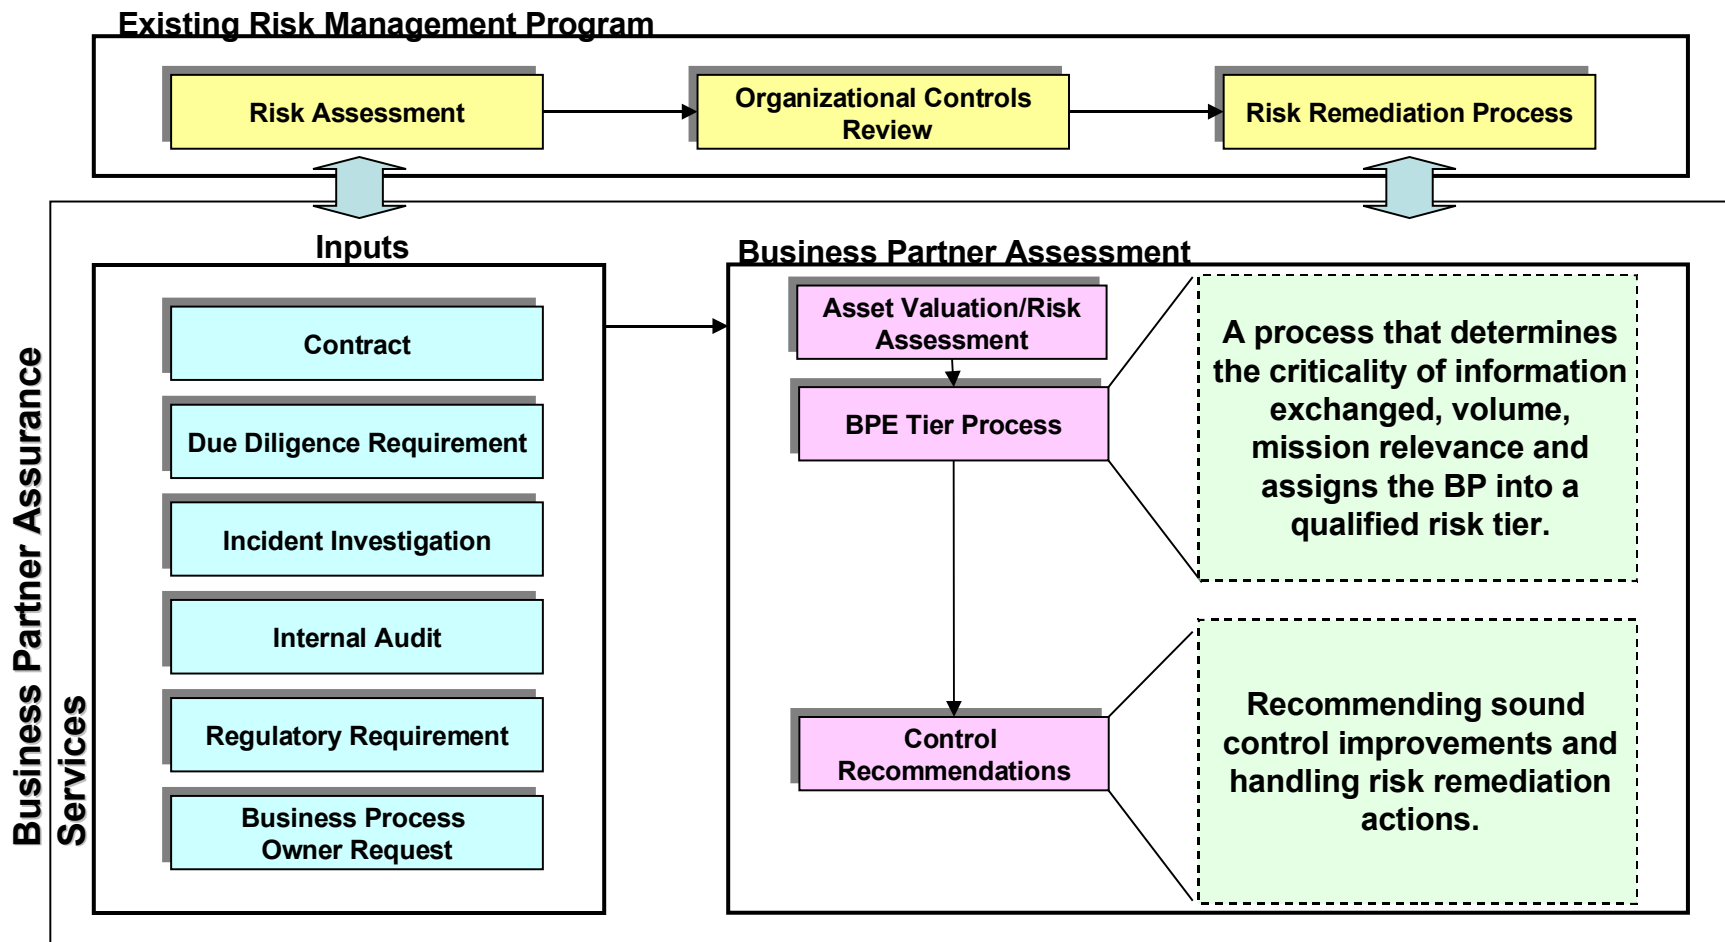 Existing Risk Management Program
Risk Assessment
Organizational Controls
Review
Risk Remediation Process
Business Partner Assurance
Services
Inputs
Contract
Due Diligence Requirement
Incident Investigation
Internal Audit
Regulatory Requirement
Business Process
Owner Request
Business Partner Assessment
Asset Valuation/Risk
Assessment
BPE Tier Process
Control
Recommendations
A process that determines
the criticality of information
exchanged, volume,
mission relevance and
assigns the BP into a
qualified risk tier.
Recommending sound
control improvements and
handling risk remediation
actions.